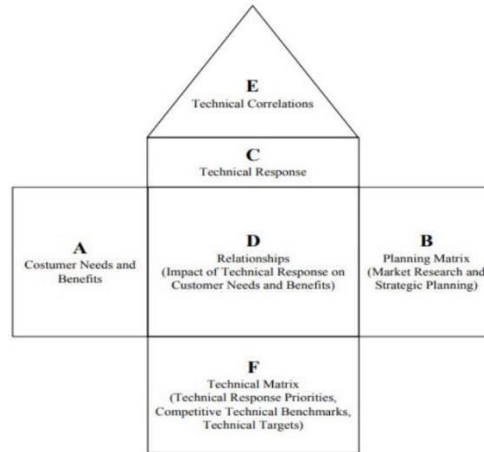 E
Technical Correlations
C
Technical Response
A
Costumer Needs and
Benefits
D
Relationships
(Impact of Technical Response on
Customer Needs and Benefits)
B
Planning Matrix
(Market Research and
Strategic Planning)
F
Technical Matrix
(Technical Response Priorities,
Competitive Technical Benchmarks,
Technical Targets)